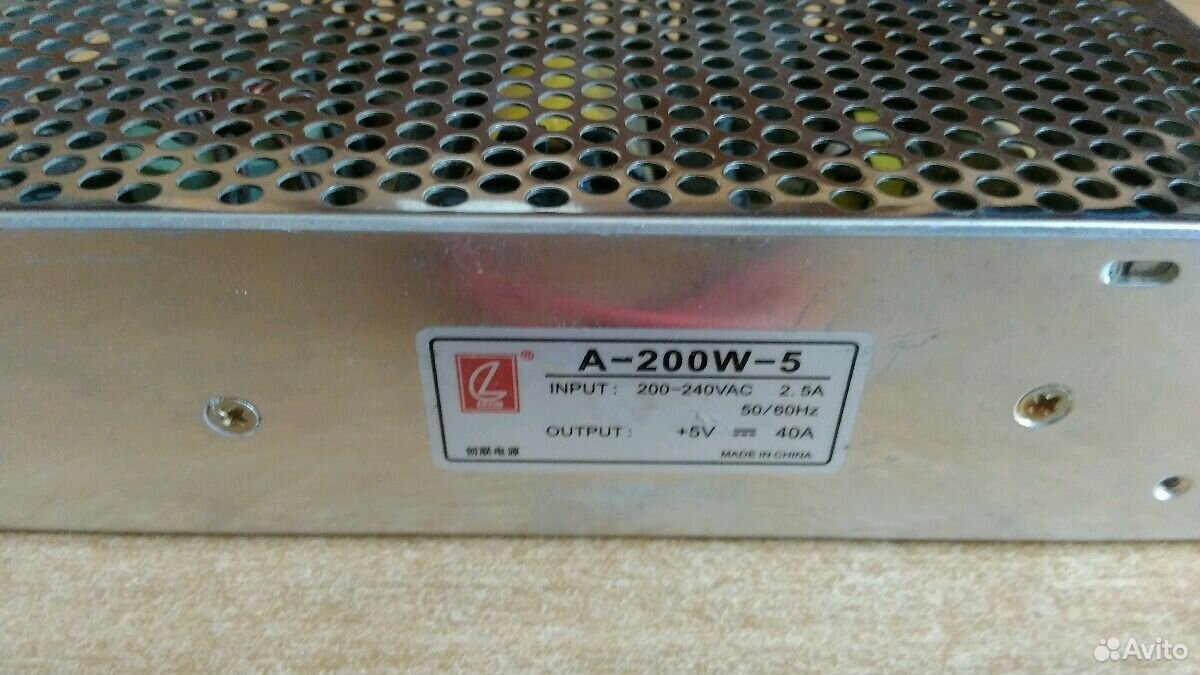 ®
A-200W-5
INPUT: 200-240VAC 2.5A
50/60Hz
OUTPUT: +5V ⎓ 40A
创联电源
MADE IN CHINA
Avito